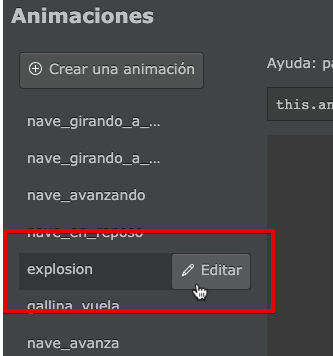 Animaciones
Crear una animación
Ayuda: pa
this.an
nave_girando_a_...
nave_girando_a_...
nave_avanzando
nave_en_reposo
explosion
Editar
gallina_vuela
nave_avanza